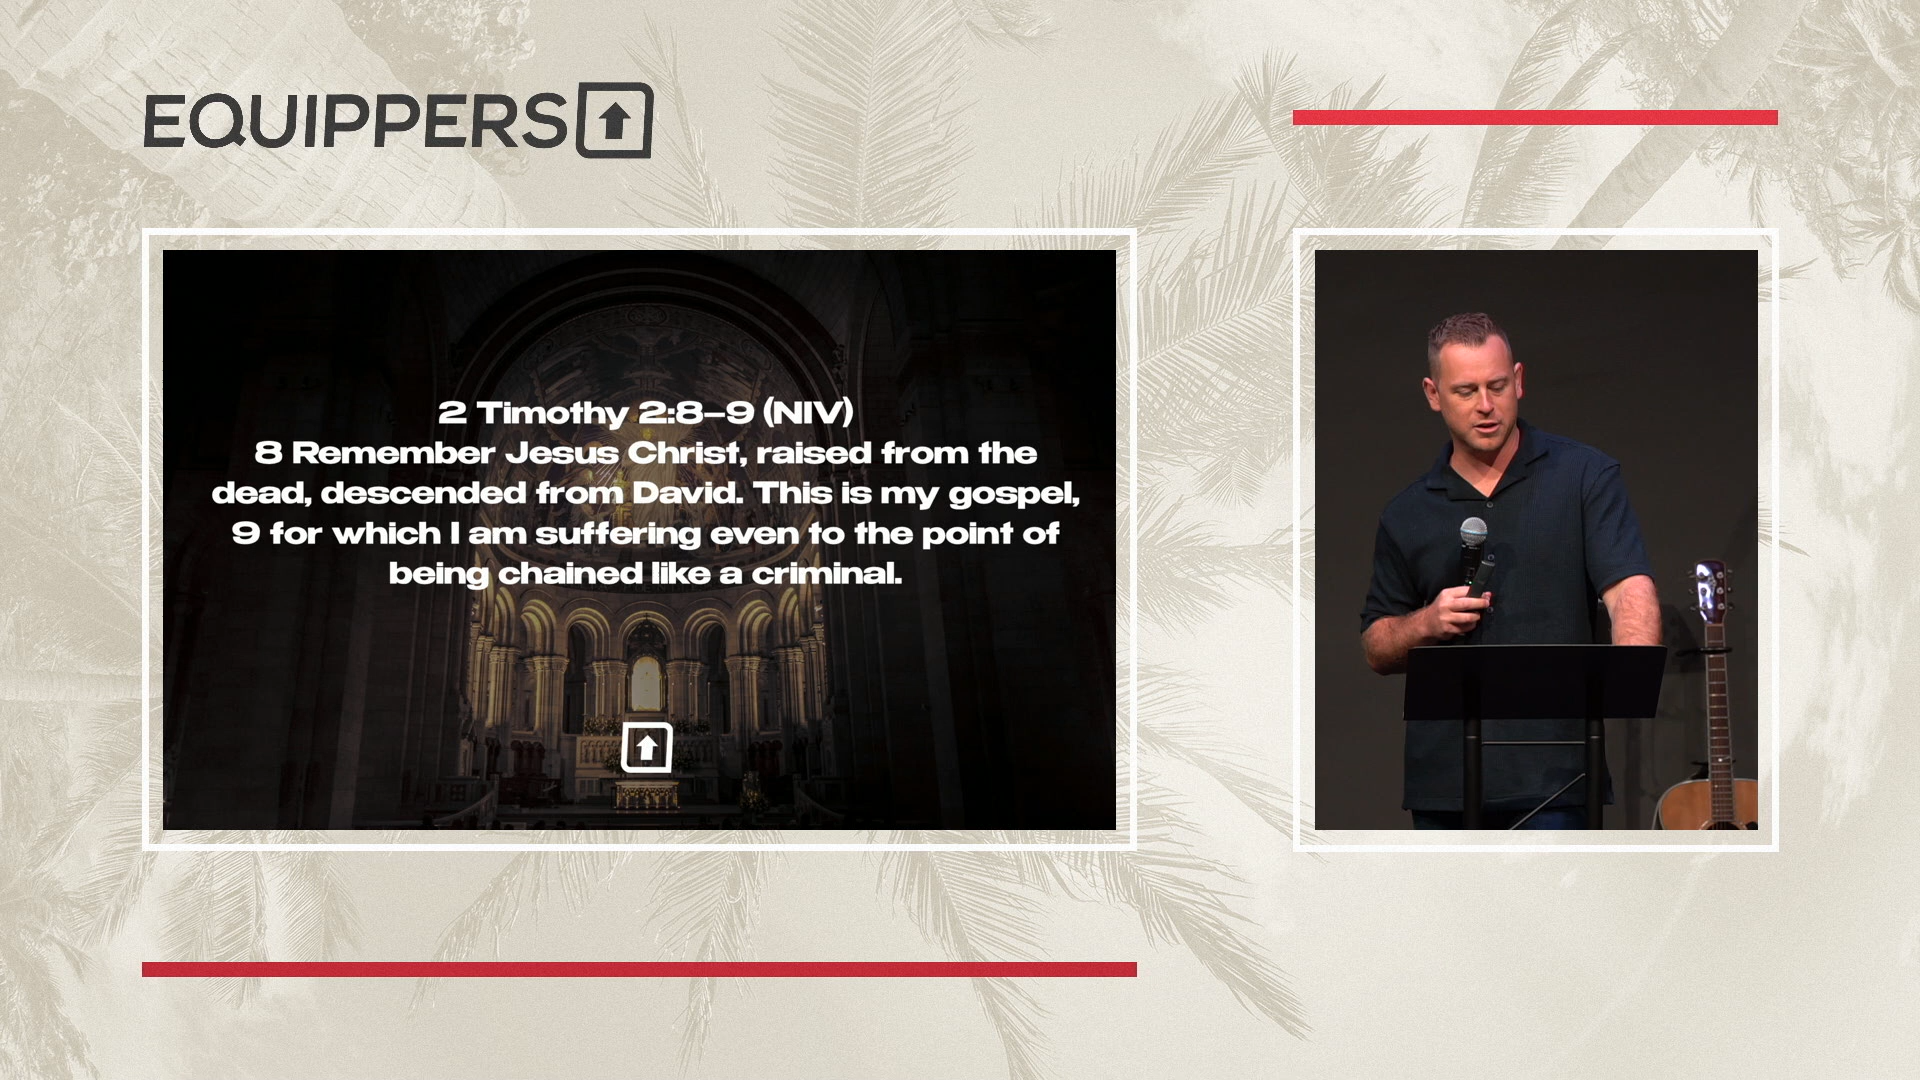 EQUIPPERS
2 Timothy 2:8–9 (NIV)
8 Remember Jesus Christ, raised from the
dead, descended from David. This is my gospel,
9 for which I am suffering even to the point of
being chained like a criminal.